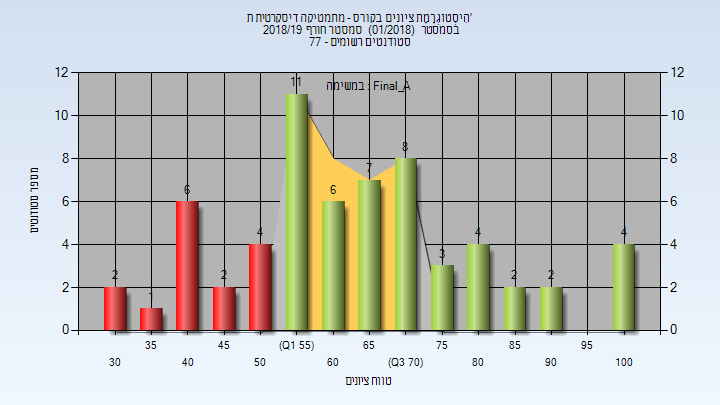 היסטוגרמת ציונים בקורס - מתמטיקה דיסקרטית ת'
בסמסטר (01/2018) סמסטר חורף 2018/19
סטודנטים רשומים - 77
במשימה : Final_A
מספר סטודנטים
12 12
10 10
8 8
6 6
4 4
2 2
0 0
2 1 6 2 4 11 6 7 8 3 4 2 2 4
35 45 (Q1 55) 65 75 85 95
30 40 50 60 (Q3 70) 80 90 100
טווח ציונים